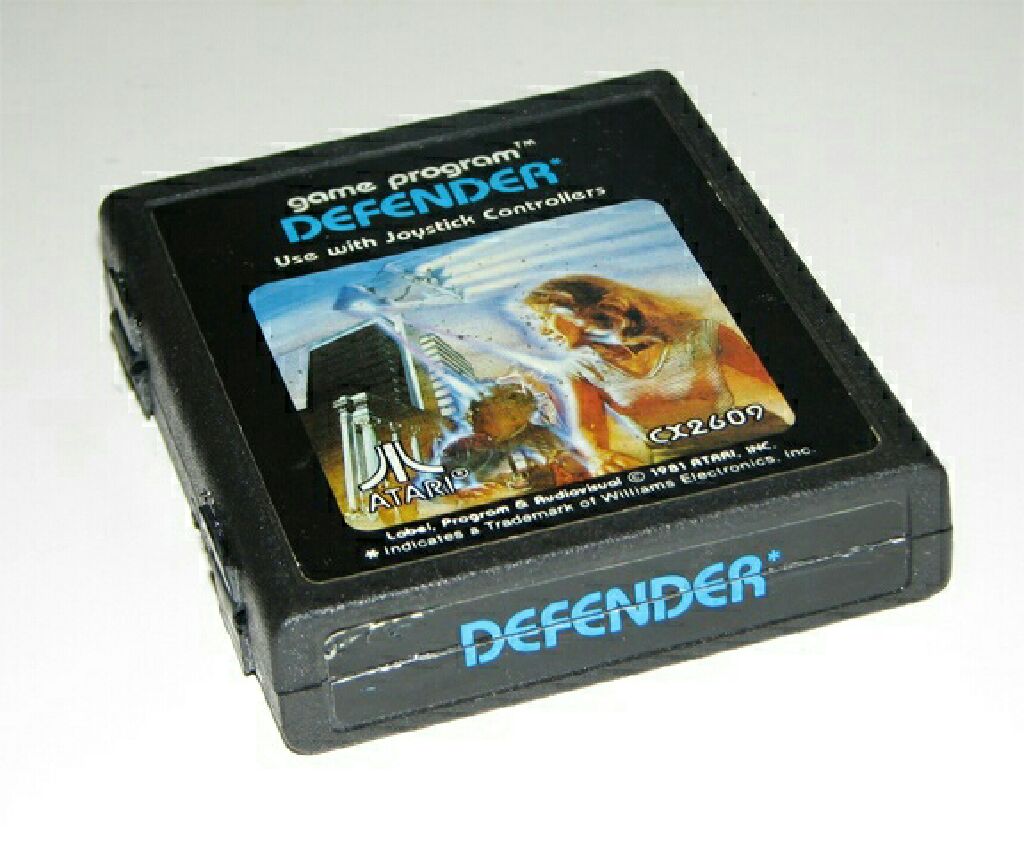 game program™
DEFENDER*
Use with Joystick Controllers
ATARI®
CX2609
Label, Program & Audiovisual © 1981 ATARI, INC.
* Indicates a Trademark of Williams Electronics, Inc.
DEFENDER*